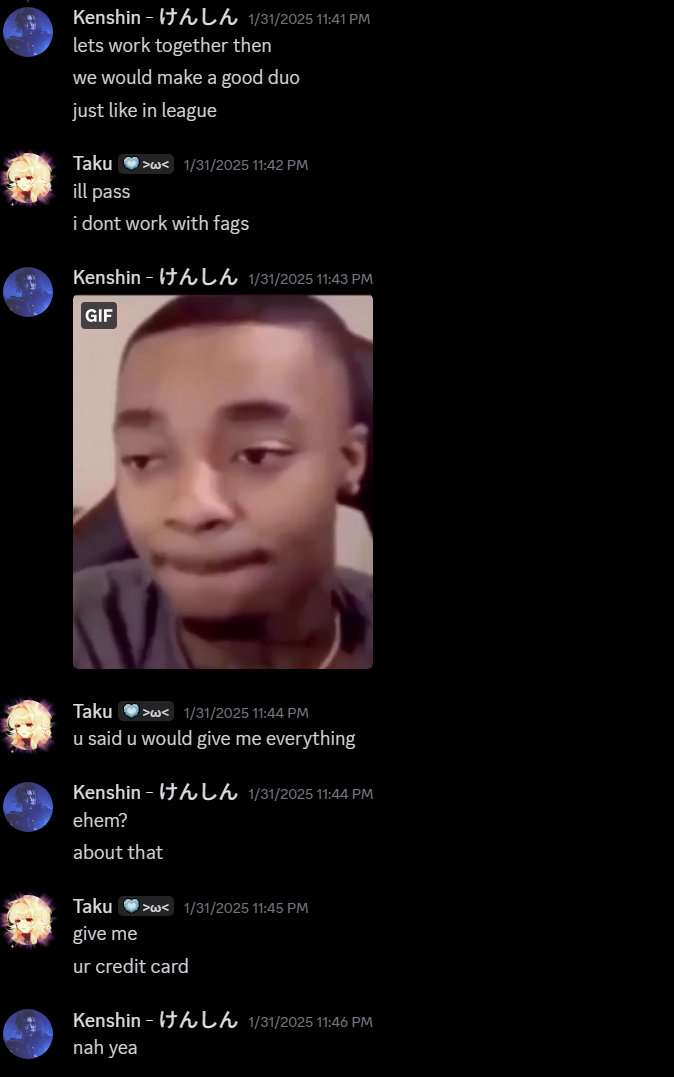 Kenshin - けんしん 1/31/2025 11:41 PM
lets work together then
we would make a good duo
just like in league
Taku 🩵 >ω< 1/31/2025 11:42 PM
ill pass
i dont work with fags
Kenshin - けんしん 1/31/2025 11:43 PM
GIF
Taku 🩵 >ω< 1/31/2025 11:44 PM
u said u would give me everything
Kenshin - けんしん 1/31/2025 11:44 PM
ehem?
about that
Taku 🩵 >ω< 1/31/2025 11:45 PM
give me
ur credit card
Kenshin - けんしん 1/31/2025 11:46 PM
nah yea